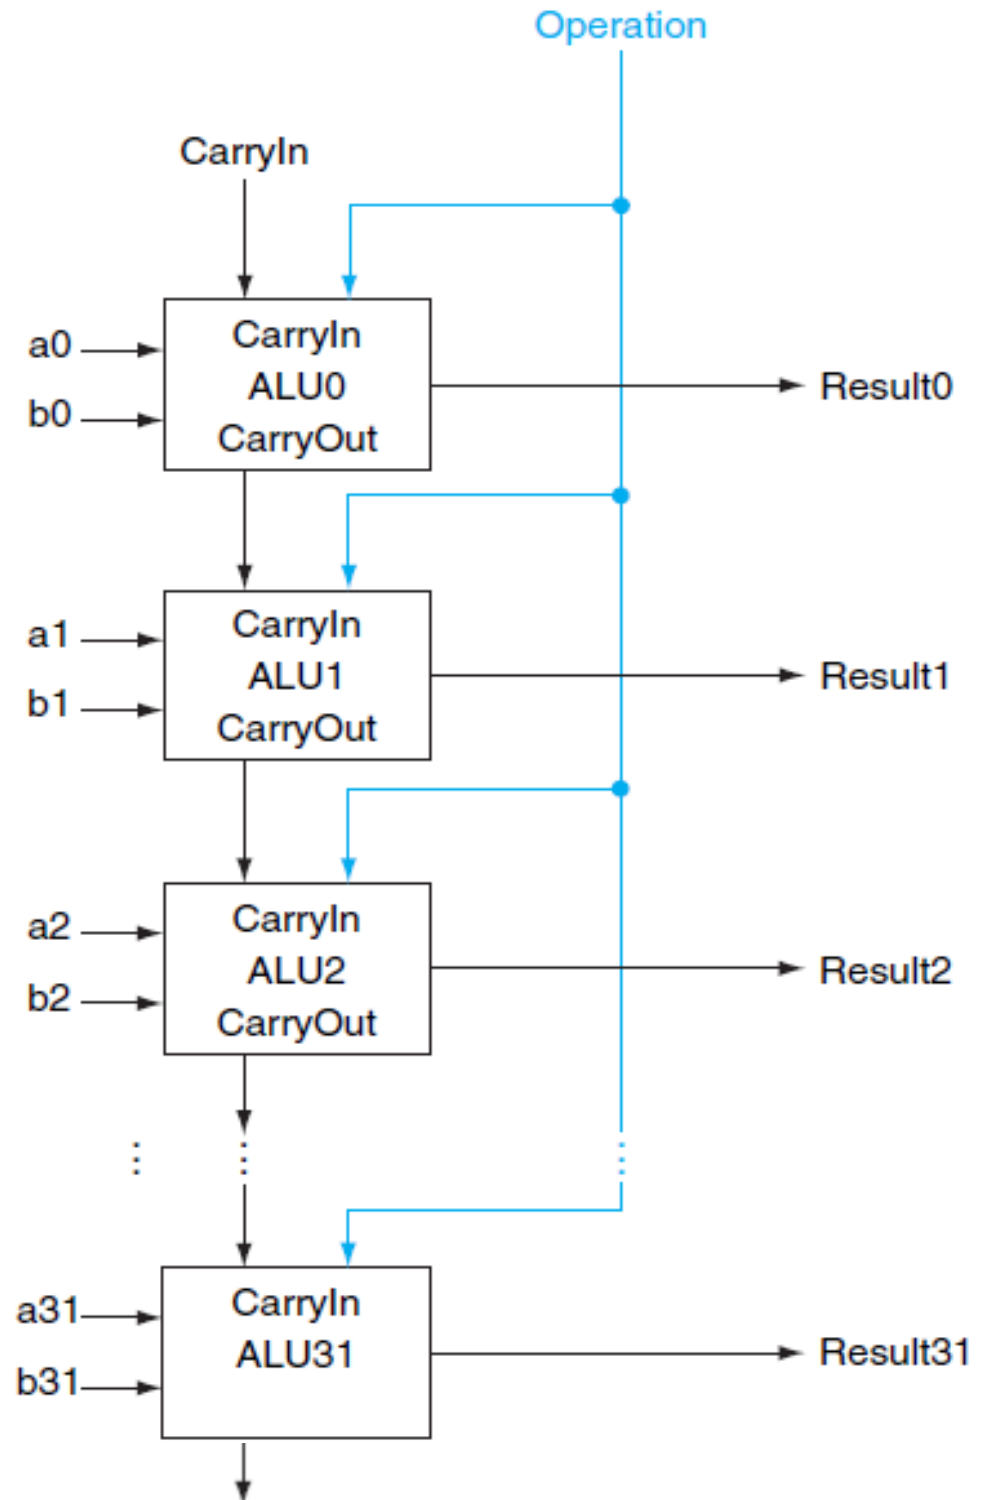 Operation
CarryIn
a0
b0
CarryIn
ALU0
CarryOut
Result0
a1
b1
CarryIn
ALU1
CarryOut
Result1
a2
b2
CarryIn
ALU2
CarryOut
Result2
...
...
...
a31
b31
CarryIn
ALU31
Result31